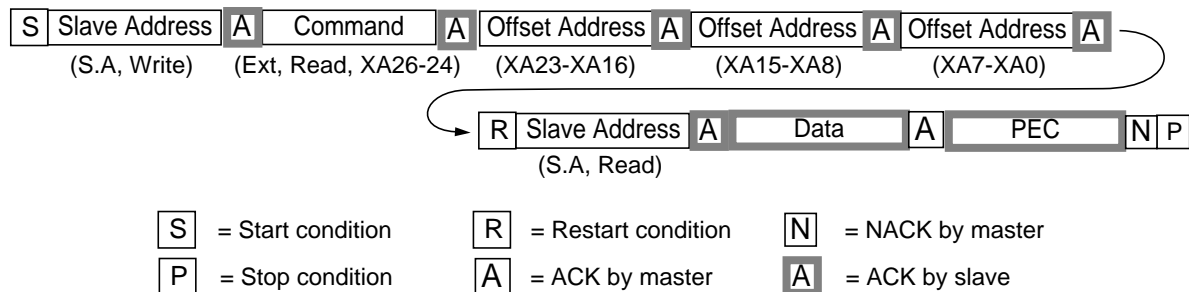 S Slave Address A Command A Offset Address A Offset Address A Offset Address A
(S.A, Write) (Ext, Read, XA26-24) (XA23-XA16) (XA15-XA8) (XA7-XA0)
R Slave Address A Data A PEC N P
(S.A, Read)
S = Start condition R = Restart condition N = NACK by master
P = Stop condition A = ACK by master A = ACK by slave